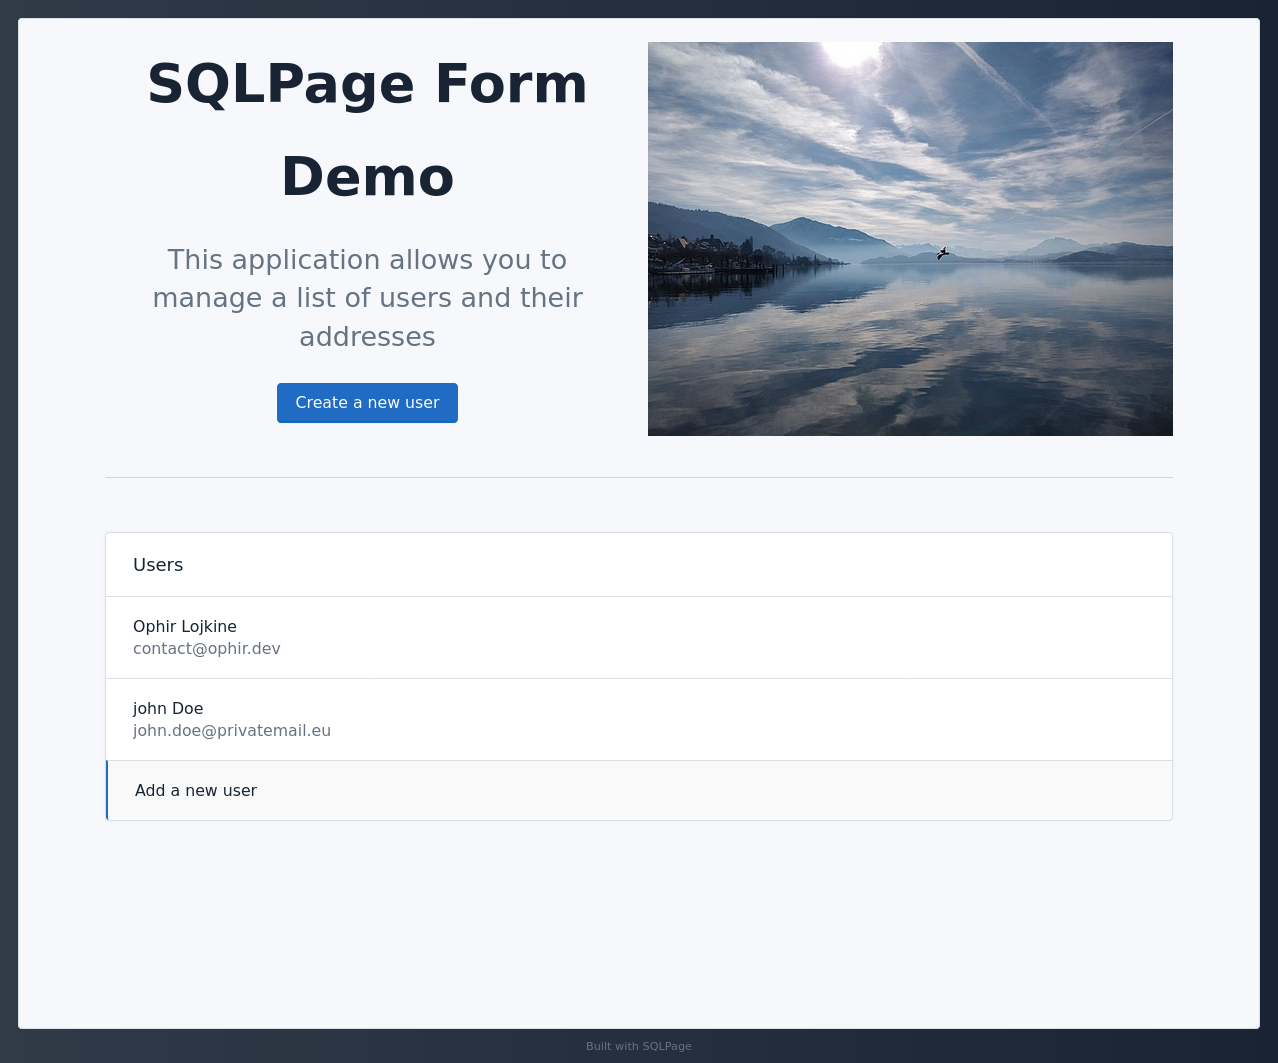 SQLPage Form
Demo
This application allows you to
manage a list of users and their
addresses
Create a new user
Users
Ophir Lojkine
contact@ophir.dev
john Doe
john.doe@privatemail.eu
Add a new user
Built with SQLPage